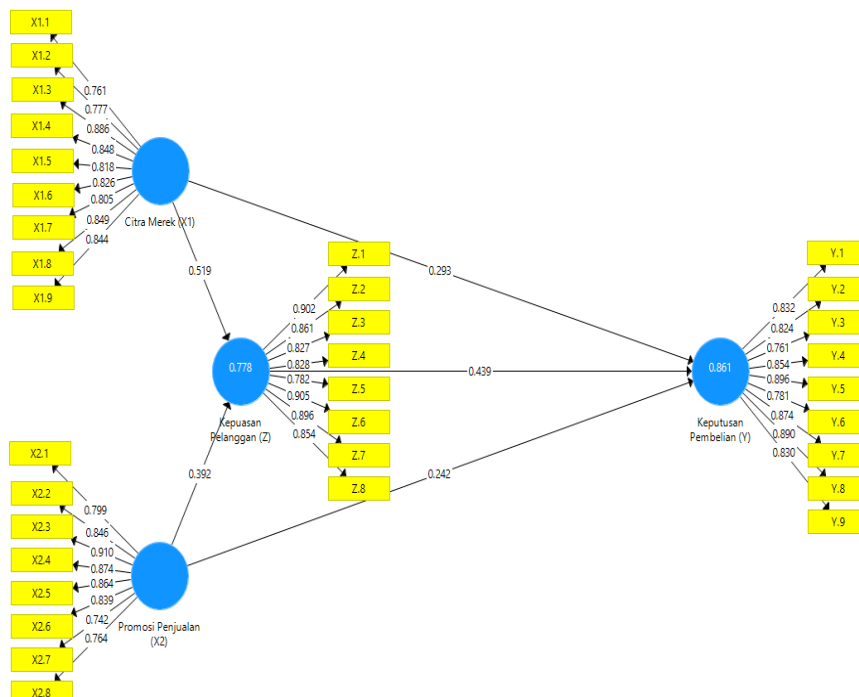 X1.1
X1.2
X1.3
X1.4
X1.5
X1.6
X1.7
X1.8
X1.9
0.761
0.777
0.886
0.848
0.818
0.826
0.805
0.849
0.844
Citra Merek (X1)
0.519
0.293
Z.1
Z.2
Z.3
Z.4
Z.5
Z.6
Z.7
Z.8
0.902
0.861
0.827
0.828
0.782
0.905
0.896
0.854
0.778
Kepuasan
Pelanggan (Z)
0.439
0.392
0.242
Y.1
Y.2
Y.3
Y.4
Y.5
Y.6
Y.7
Y.8
Y.9
0.832
0.824
0.761
0.854
0.896
0.781
0.874
0.890
0.830
0.861
Keputusan
Pembelian (Y)
X2.1
X2.2
X2.3
X2.4
X2.5
X2.6
X2.7
X2.8
0.799
0.846
0.910
0.874
0.864
0.839
0.742
0.764
Promosi Penjualan
(X2)